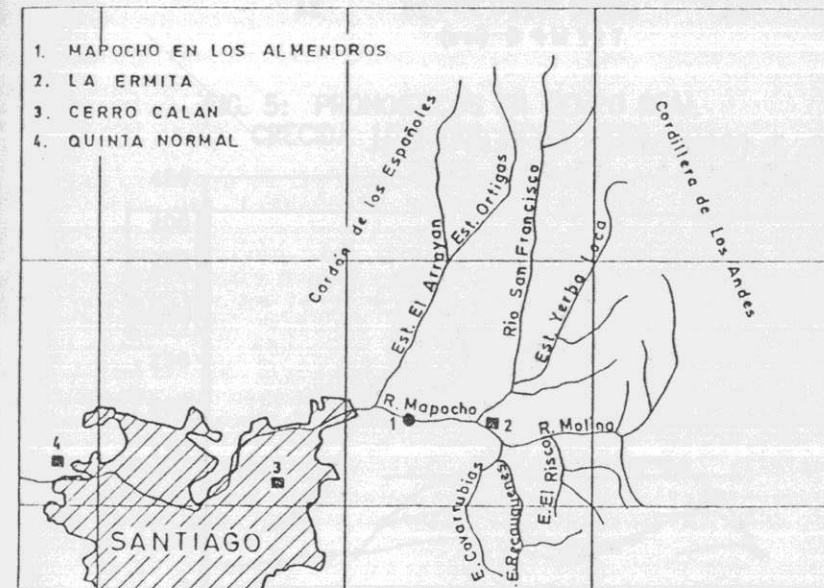 1. MAPOCHO EN LOS ALMENDROS
2. LA ERMITA
3. CERRO CALAN
4. QUINTA NORMAL
Cordón de los Españoles
Est. El Arrayan
Est. Ortigas
Rio San Francisco
Est. Yerba Loca
Cordillera de Los Andes
R. Mapocho
1
2
R. Molina
E. Covarrubias
E. El Risco
3
4
SANTIAGO